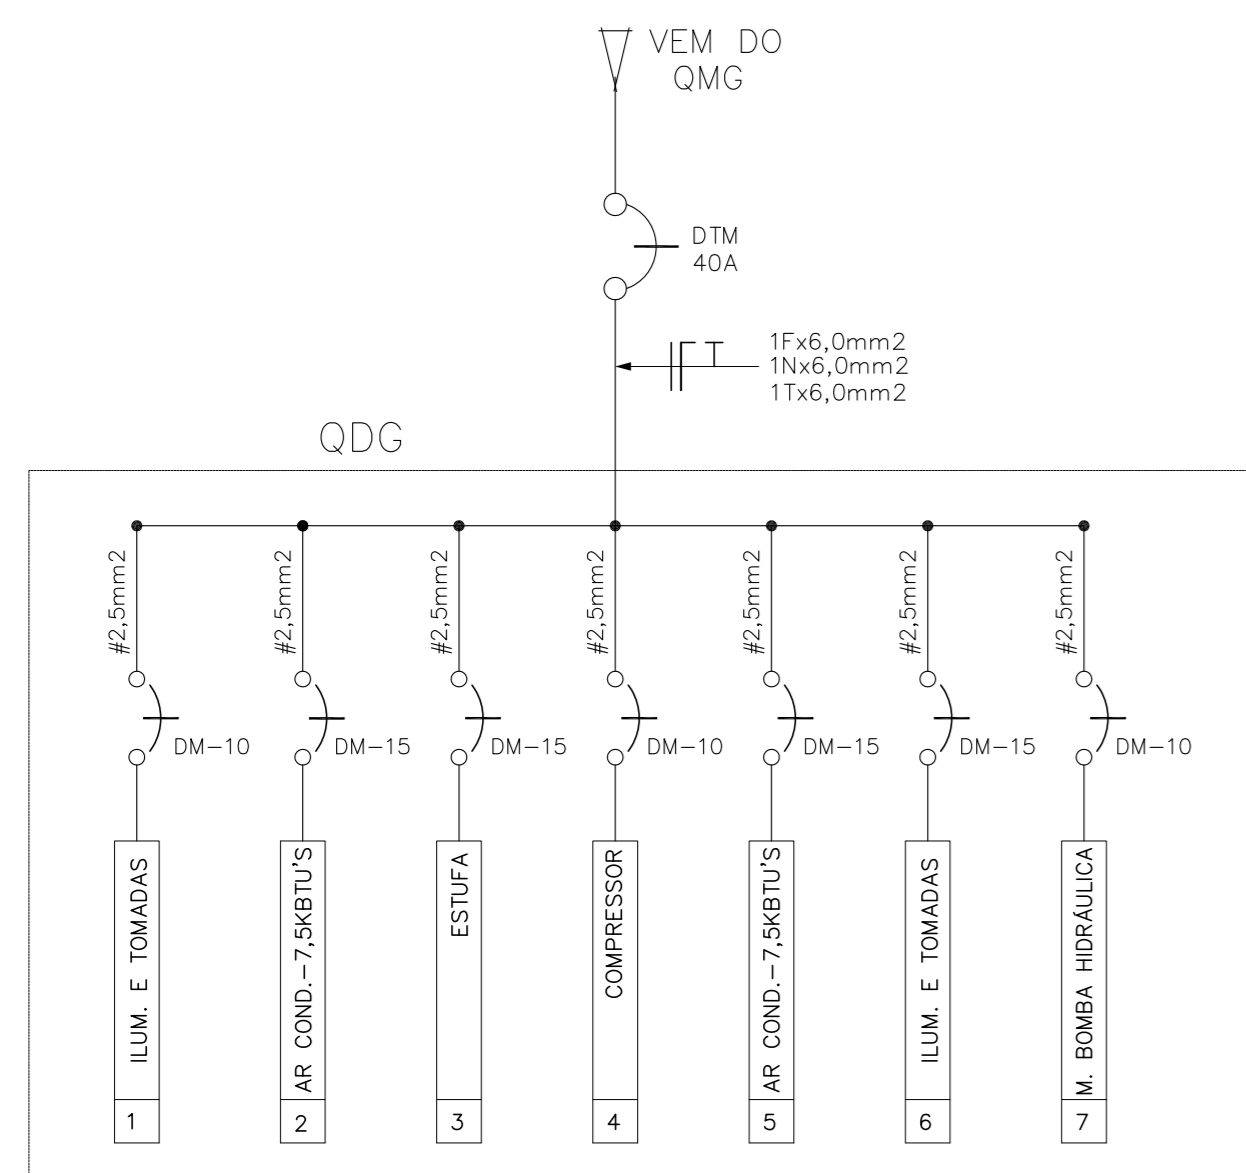 VEM DO
QMG
DTM
40A
1Fx6,0mm2
1Nx6,0mm2
1Tx6,0mm2
QDG
#2,5mm2
#2,5mm2
#2,5mm2
#2,5mm2
#2,5mm2
#2,5mm2
#2,5mm2
DM-10
DM-15
DM-15
DM-10
DM-15
DM-15
DM-10
ILUM. E TOMADAS
AR COND.-7,5KBTU'S
ESTUFA
COMPRESSOR
AR COND.-7,5KBTU'S
ILUM. E TOMADAS
M. BOMBA HIDRÁULICA
1
2
3
4
5
6
7